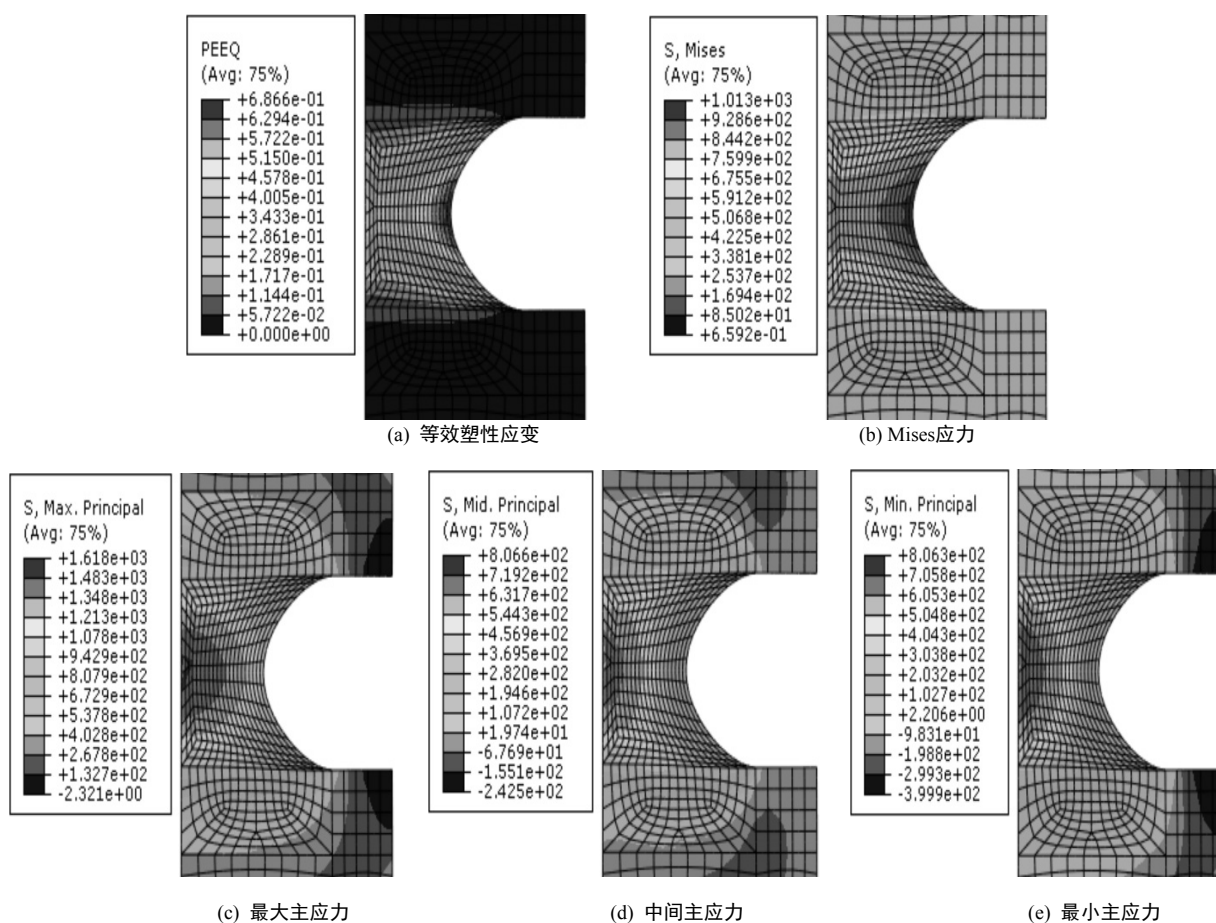 PEEQ
(Avg: 75%)
+6.866e-01
+6.294e-01
+5.722e-01
+5.150e-01
+4.578e-01
+4.005e-01
+3.433e-01
+2.861e-01
+2.289e-01
+1.717e-01
+1.144e-01
+5.722e-02
+0.000e+00
(a) 等效塑性应变
S, Mises
(Avg: 75%)
+1.013e+03
+9.286e+02
+8.442e+02
+7.599e+02
+6.755e+02
+5.912e+02
+5.068e+02
+4.225e+02
+3.381e+02
+2.537e+02
+1.694e+02
+8.502e+01
+6.592e-01
(b) Mises应力
S, Max. Principal
(Avg: 75%)
+1.618e+03
+1.483e+03
+1.348e+03
+1.213e+03
+1.078e+03
+9.429e+02
+8.079e+02
+6.729e+02
+5.378e+02
+4.028e+02
+2.678e+02
+1.327e+02
-2.321e+00
(c) 最大主应力
S, Mid. Principal
(Avg: 75%)
+8.066e+02
+7.192e+02
+6.317e+02
+5.443e+02
+4.569e+02
+3.695e+02
+2.820e+02
+1.946e+02
+1.072e+02
+1.974e+01
-6.769e+01
-1.551e+02
-2.425e+02
(d) 中间主应力
S, Min. Principal
(Avg: 75%)
+8.063e+02
+7.058e+02
+6.053e+02
+5.048e+02
+4.043e+02
+3.038e+02
+2.032e+02
+1.027e+02
+2.206e+00
-9.831e+01
-1.988e+02
-2.993e+02
-3.999e+02
(e) 最小主应力